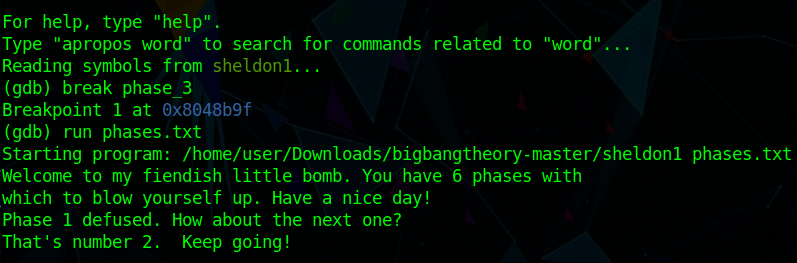 For help, type "help".
Type "apropos word" to search for commands related to "word"...
Reading symbols from sheldon1...
(gdb) break phase_3
Breakpoint 1 at 0x8048b9f
(gdb) run phases.txt
Starting program: /home/user/Downloads/bigbangtheory-master/sheldon1 phases.txt
Welcome to my fiendish little bomb. You have 6 phases with
which to blow yourself up. Have a nice day!
Phase 1 defused. How about the next one?
That's number 2.  Keep going!